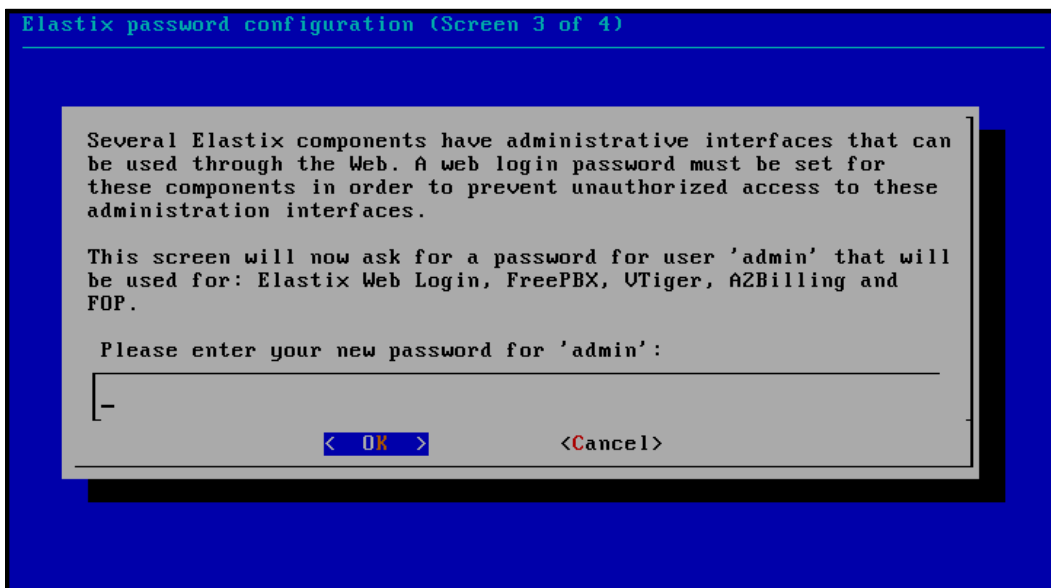 Elastix password configuration (Screen 3 of 4)
Several Elastix components have administrative interfaces that can
be used through the Web. A web login password must be set for
these components in order to prevent unauthorized access to these
administration interfaces.
This screen will now ask for a password for user 'admin' that will
be used for: Elastix Web Login, FreePBX, VTiger, A2Billing and
FOP.
Please enter your new password for 'admin':
< OK > <Cancel>